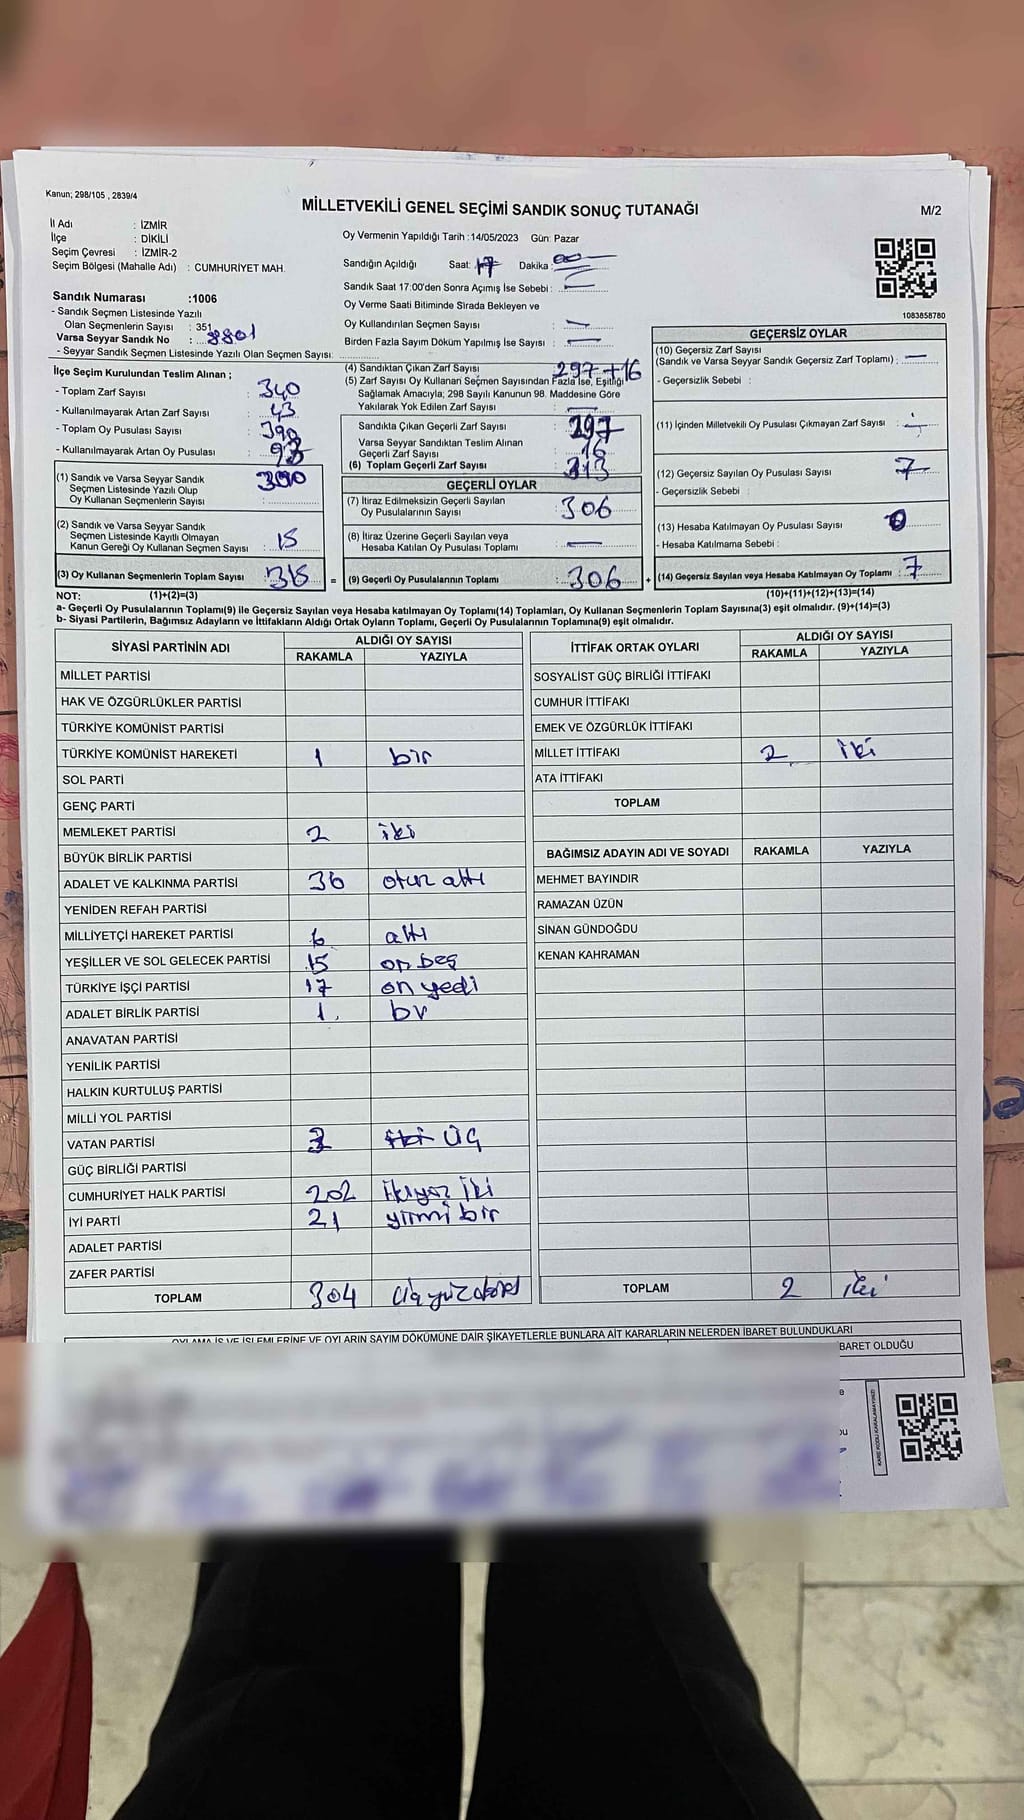 Kanun; 298/105 , 2839/4
MİLLETVEKİLİ GENEL SEÇİMİ SANDIK SONUÇ TUTANAĞI
M/2
İl Adı : İZMİR
İlçe : DİKİLİ
Seçim Çevresi : İZMİR-2
Seçim Bölgesi (Mahalle Adı) : CUMHURİYET MAH.
Sandık Numarası :1006
- Sandık Seçmen Listesinde Yazılı
Olan Seçmenlerin Sayısı : 351
Varsa Seyyar Sandık No : 8801
- Seyyar Sandık Seçmen Listesinde Yazılı Olan Seçmen Sayısı:
Oy Vermenin Yapıldığı Tarih :14/05/2023 Gün: Pazar
Sandığın Açıldığı Saat: 17 Dakika: 00
Sandık Saat 17:00'den Sonra Açımış İse Sebebi : —
Oy Verme Saati Bitiminde Sirada Bekleyen ve
Oy Kullandırılan Seçmen Sayısı : —
Birden Fazla Sayım Döküm Yapılmış İse Sayısı : —
1083858780
İlçe Seçim Kurulundan Teslim Alınan ;
- Toplam Zarf Sayısı : 340
- Kullanılmayarak Artan Zarf Sayısı : 43
- Toplam Oy Pusulası Sayısı : 390
- Kullanılmayarak Artan Oy Pusulası :
(1) Sandık ve Varsa Seyyar Sandık
Seçmen Listesinde Yazılı Olup
Oy Kullanan Seçmenlerin Sayısı : 300
(2) Sandık ve Varsa Seyyar Sandık
Seçmen Listesinde Kayıtlı Olmayan
Kanun Gereği Oy Kullanan Seçmen Sayısı : 15
(3) Oy Kullanan Seçmenlerin Toplam Sayısı : 315 =
(4) Sandıktan Çıkan Zarf Sayısı : 297+16
(5) Zarf Sayısı Oy Kullanan Seçmen Sayısından Fazla İse, Eşitliği
Sağlamak Amacıyla; 298 Sayılı Kanunun 98. Maddesine Göre
Yakılarak Yok Edilen Zarf Sayısı : —
Sandıkta Çıkan Geçerli Zarf Sayısı : 297
Varsa Seyyar Sandıktan Teslim Alınan
Geçerli Zarf Sayısı : 16
(6) Toplam Geçerli Zarf Sayısı : 313
GEÇERLİ OYLAR
(7) İtiraz Edilmeksizin Geçerli Sayılan
Oy Pusulalarının Sayısı : 306
(8) İtiraz Üzerine Geçerli Sayılan veya
Hesaba Katılan Oy Pusulası Toplamı : —
(9) Geçerli Oy Pusulalarının Toplamı : 306 +
GEÇERSİZ OYLAR
(10) Geçersiz Zarf Sayısı
(Sandık ve Varsa Seyyar Sandık Geçersiz Zarf Toplamı) : —
- Geçersizlik Sebebi :
(11) İçinden Milletvekili Oy Pusulası Çıkmayan Zarf Sayısı : —
(12) Geçersiz Sayılan Oy Pusulası Sayısı : 7
- Geçersizlik Sebebi :
(13) Hesaba Katılmayan Oy Pusulası Sayısı : 0
- Hesaba Katılmama Sebebi :
(14) Geçersiz Sayılan veya Hesaba Katılmayan Oy Toplamı : 7
NOT: (1)+(2)=(3)
(10)+(11)+(12)+(13)=(14)
a- Geçerli Oy Pusulalarının Toplamı(9) ile Geçersiz Sayılan veya Hesaba katılmayan Oy Toplamı(14) Toplamları, Oy Kullanan Seçmenlerin Toplam Sayısına(3) eşit olmalıdır. (9)+(14)=(3)
b- Siyasi Partilerin, Bağımsız Adayların ve İttifakların Aldığı Ortak Oyların Toplamı, Geçerli Oy Pusulalarının Toplamına(9) eşit olmalıdır.
SİYASİ PARTİNİN ADI ALDIĞI OY SAYISI
RAKAMLA YAZIYLA
MİLLET PARTİSİ
HAK VE ÖZGÜRLÜKLER PARTİSİ
TÜRKİYE KOMÜNİST PARTİSİ
TÜRKİYE KOMÜNİST HAREKETİ 1 bir
SOL PARTİ
GENÇ PARTİ
MEMLEKET PARTİSİ 2 iki
BÜYÜK BİRLİK PARTİSİ
ADALET VE KALKINMA PARTİSİ 36 otuz altı
YENİDEN REFAH PARTİSİ
MİLLİYETÇİ HAREKET PARTİSİ 6 altı
YEŞİLLER VE SOL GELECEK PARTİSİ 15 on beş
TÜRKİYE İŞÇİ PARTİSİ 17 on yedi
ADALET BİRLİK PARTİSİ 1 bir
ANAVATAN PARTİSİ
YENİLİK PARTİSİ
HALKIN KURTULUŞ PARTİSİ
MİLLİ YOL PARTİSİ
VATAN PARTİSİ 3 iki üç
GÜÇ BİRLİĞİ PARTİSİ
CUMHURİYET HALK PARTİSİ 202 ikiyüz iki
İYİ PARTİ 21 yirmi bir
ADALET PARTİSİ
ZAFER PARTİSİ
TOPLAM 304
İTTİFAK ORTAK OYLARI ALDIĞI OY SAYISI
RAKAMLA YAZIYLA
SOSYALİST GÜÇ BİRLİĞİ İTTİFAKI
CUMHUR İTTİFAKI
EMEK VE ÖZGÜRLÜK İTTİFAKI
MİLLET İTTİFAKI 2 iki
ATA İTTİFAKI
TOPLAM
BAĞIMSIZ ADAYIN ADI VE SOYADI RAKAMLA YAZIYLA
MEHMET BAYINDIR
RAMAZAN ÜZÜN
SİNAN GÜNDOĞDU
KENAN KAHRAMAN
TOPLAM 2 iki
OYLAMA İŞ VE İŞLEMLERİNE VE OYLARIN SAYIM DÖKÜMÜNE DAİR ŞİKAYETLERLE BUNLARA AİT KARARLARIN NELERDEN İBARET BULUNDUKLARI
BARET OLDUĞU
KARE KODU KARALAMAYINIZ!